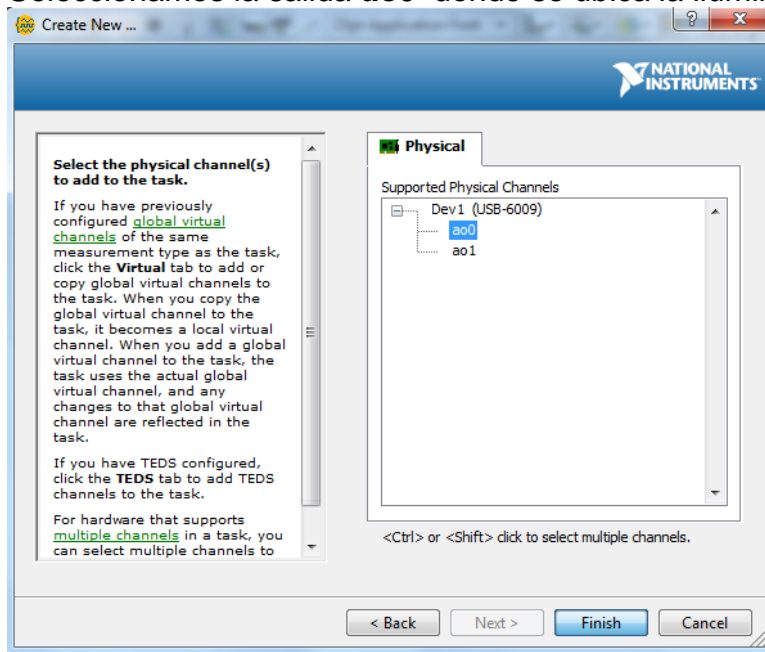 Create New ...
NATIONAL
INSTRUMENTS
Select the physical channel(s)
to add to the task.
If you have previously
configured global virtual
channels of the same
measurement type as the task,
click the Virtual tab to add or
copy global virtual channels to
the task. When you copy the
global virtual channel to the
task, it becomes a local virtual
channel. When you add a global
virtual channel to the task, the
task uses the actual global
virtual channel, and any
changes to that global virtual
channel are reflected in the
task.
If you have TEDS configured,
click the TEDS tab to add TEDS
channels to the task.
For hardware that supports
multiple channels in a task, you
can select multiple channels to
Physical
Supported Physical Channels
Dev1 (USB-6009)
ao0
ao1
<Ctrl> or <Shift> click to select multiple channels.
< Back
Next >
Finish
Cancel